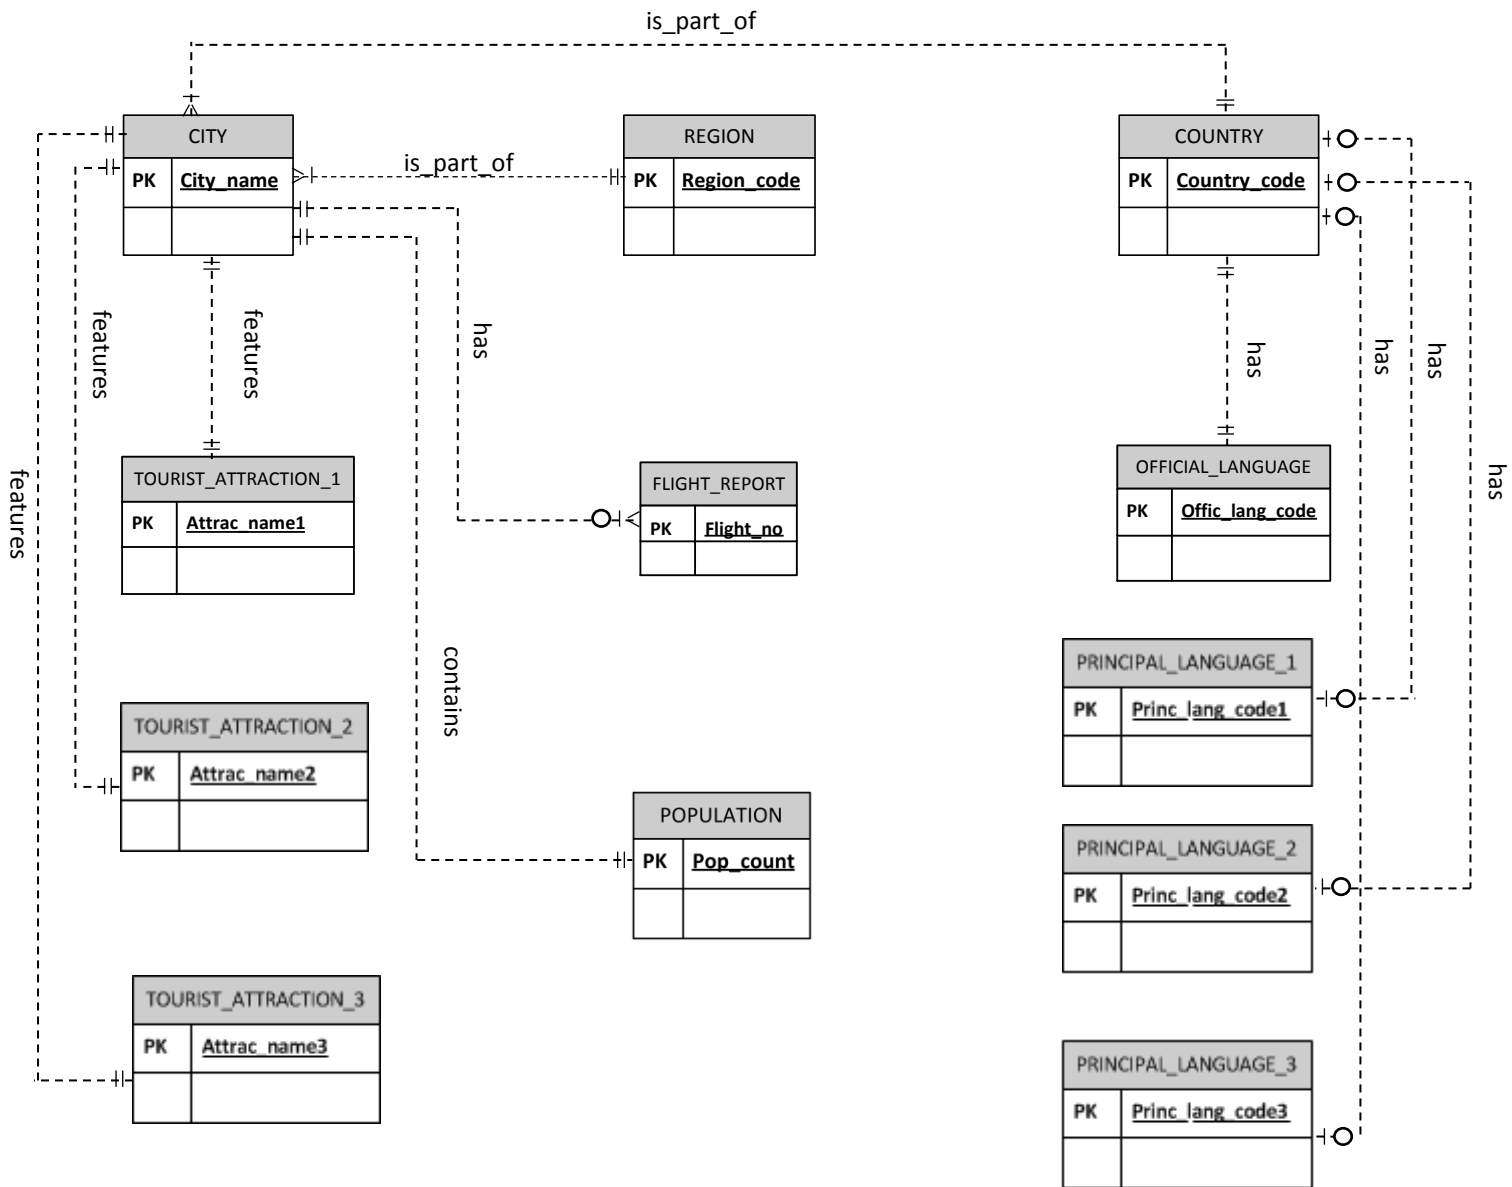 is_part_of
CITY
PK City_name
is_part_of
REGION
PK Region_code
COUNTRY
PK Country_code
features
features
features
has
has
has
has
has
TOURIST_ATTRACTION_1
PK Attrac_name1
FLIGHT_REPORT
PK Flight_no
OFFICIAL_LANGUAGE
PK Offic_lang_code
contains
PRINCIPAL_LANGUAGE_1
PK Princ_lang_code1
TOURIST_ATTRACTION_2
PK Attrac_name2
POPULATION
PK Pop_count
PRINCIPAL_LANGUAGE_2
PK Princ_lang_code2
TOURIST_ATTRACTION_3
PK Attrac_name3
PRINCIPAL_LANGUAGE_3
PK Princ_lang_code3